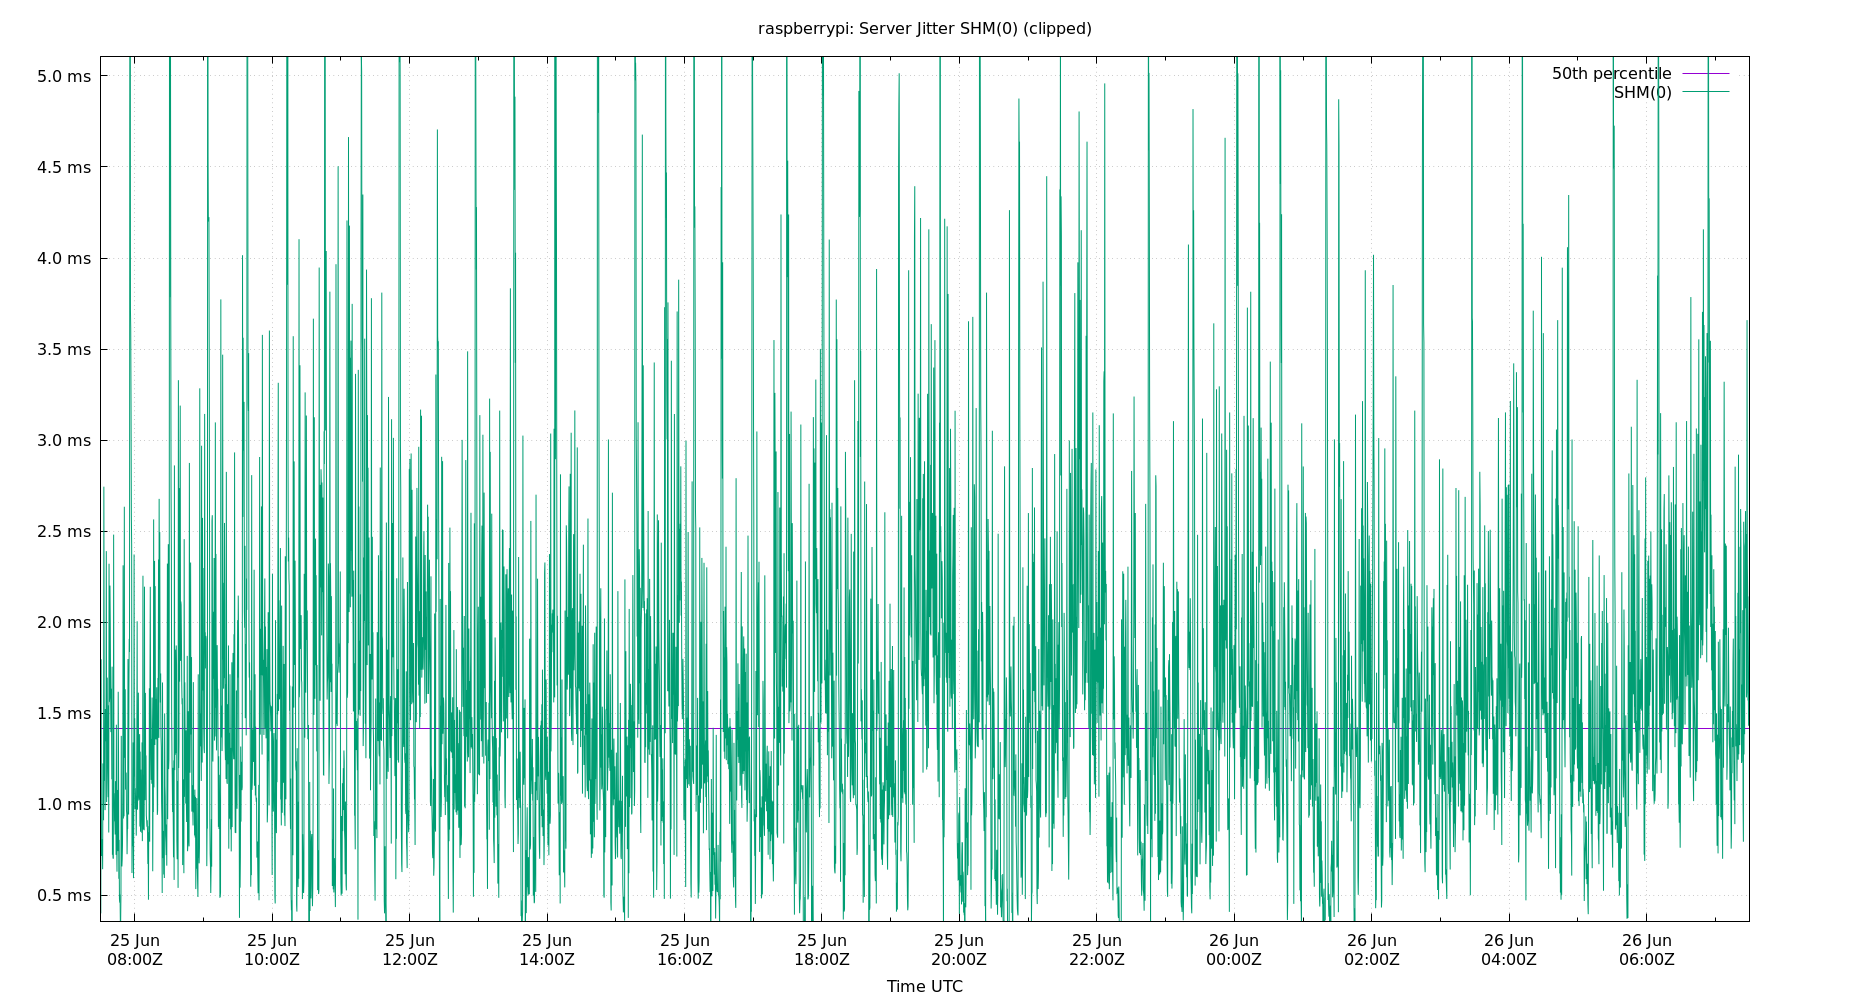 raspberrypi: Server Jitter SHM(0) (clipped)
5.0 ms
4.5 ms
4.0 ms
3.5 ms
3.0 ms
2.5 ms
2.0 ms
1.5 ms
1.0 ms
0.5 ms
50th percentile
SHM(0)
25 Jun 25 Jun 25 Jun 25 Jun 25 Jun 25 Jun 25 Jun 25 Jun 26 Jun 26 Jun 26 Jun 26 Jun
08:00Z 10:00Z 12:00Z 14:00Z 16:00Z 18:00Z 20:00Z 22:00Z 00:00Z 02:00Z 04:00Z 06:00Z
Time UTC